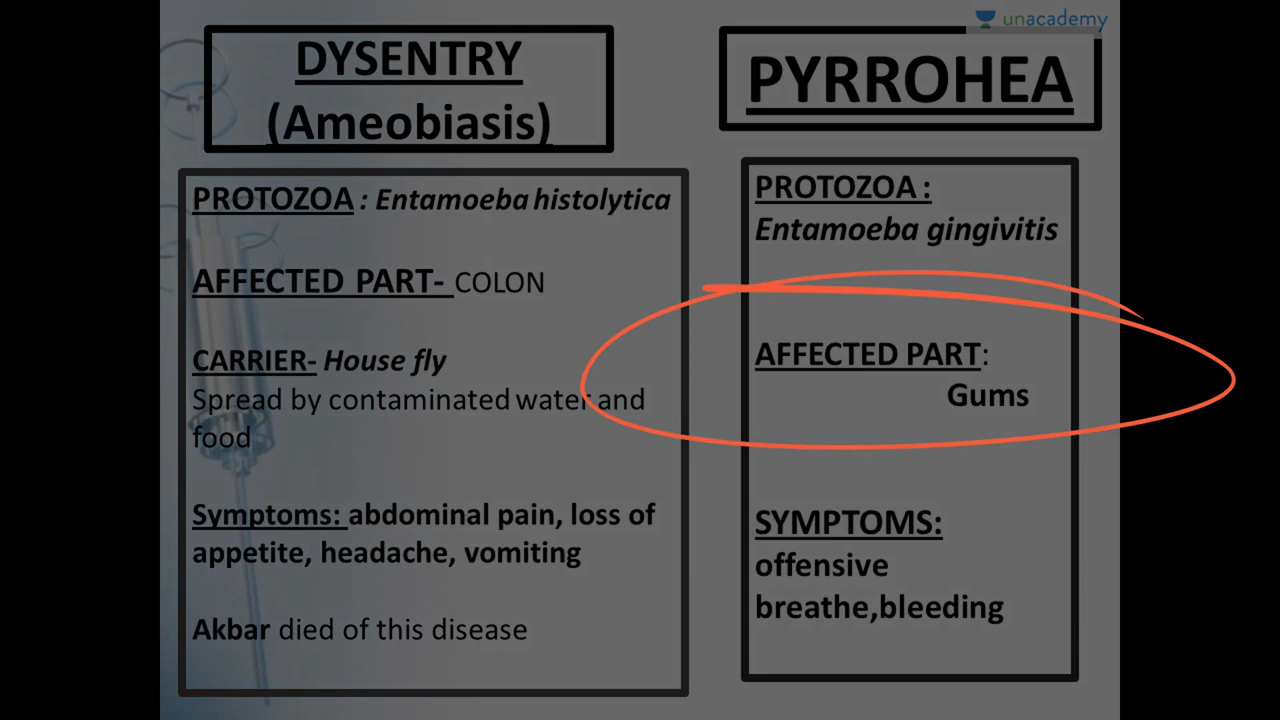 unacademy
DYSENTRY
(Ameobiasis)
PROTOZOA : Entamoeba histolytica
AFFECTED PART- COLON
CARRIER- House fly
Spread by contaminated water and
food
Symptoms: abdominal pain, loss of
appetite, headache, vomiting
Akbar died of this disease
PYRROHEA
PROTOZOA :
Entamoeba gingivitis
AFFECTED PART:
Gums
SYMPTOMS:
offensive
breathe,bleeding